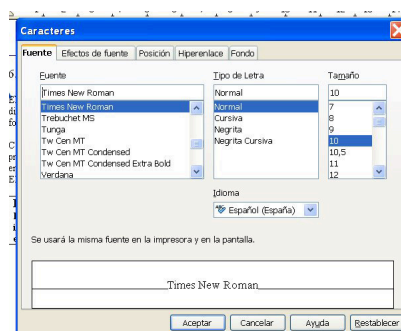 Caracteres
Fuente Efectos de fuente Posición Hiperenlace Fondo
Fuente Tipo de Letra Tamaño
Times New Roman Normal 10
Times New Roman Normal 7
Trebuchet MS Cursiva 8
Tunga Negrita 9
Tw Cen MT Negrita Cursiva 10
Tw Cen MT Condensed 10,5
Tw Cen MT Condensed Extra Bold 11
Verdana 12
Idioma
Español (España)
Se usará la misma fuente en la impresora y en la pantalla.
Times New Roman
Aceptar Cancelar Ayuda Restablecer